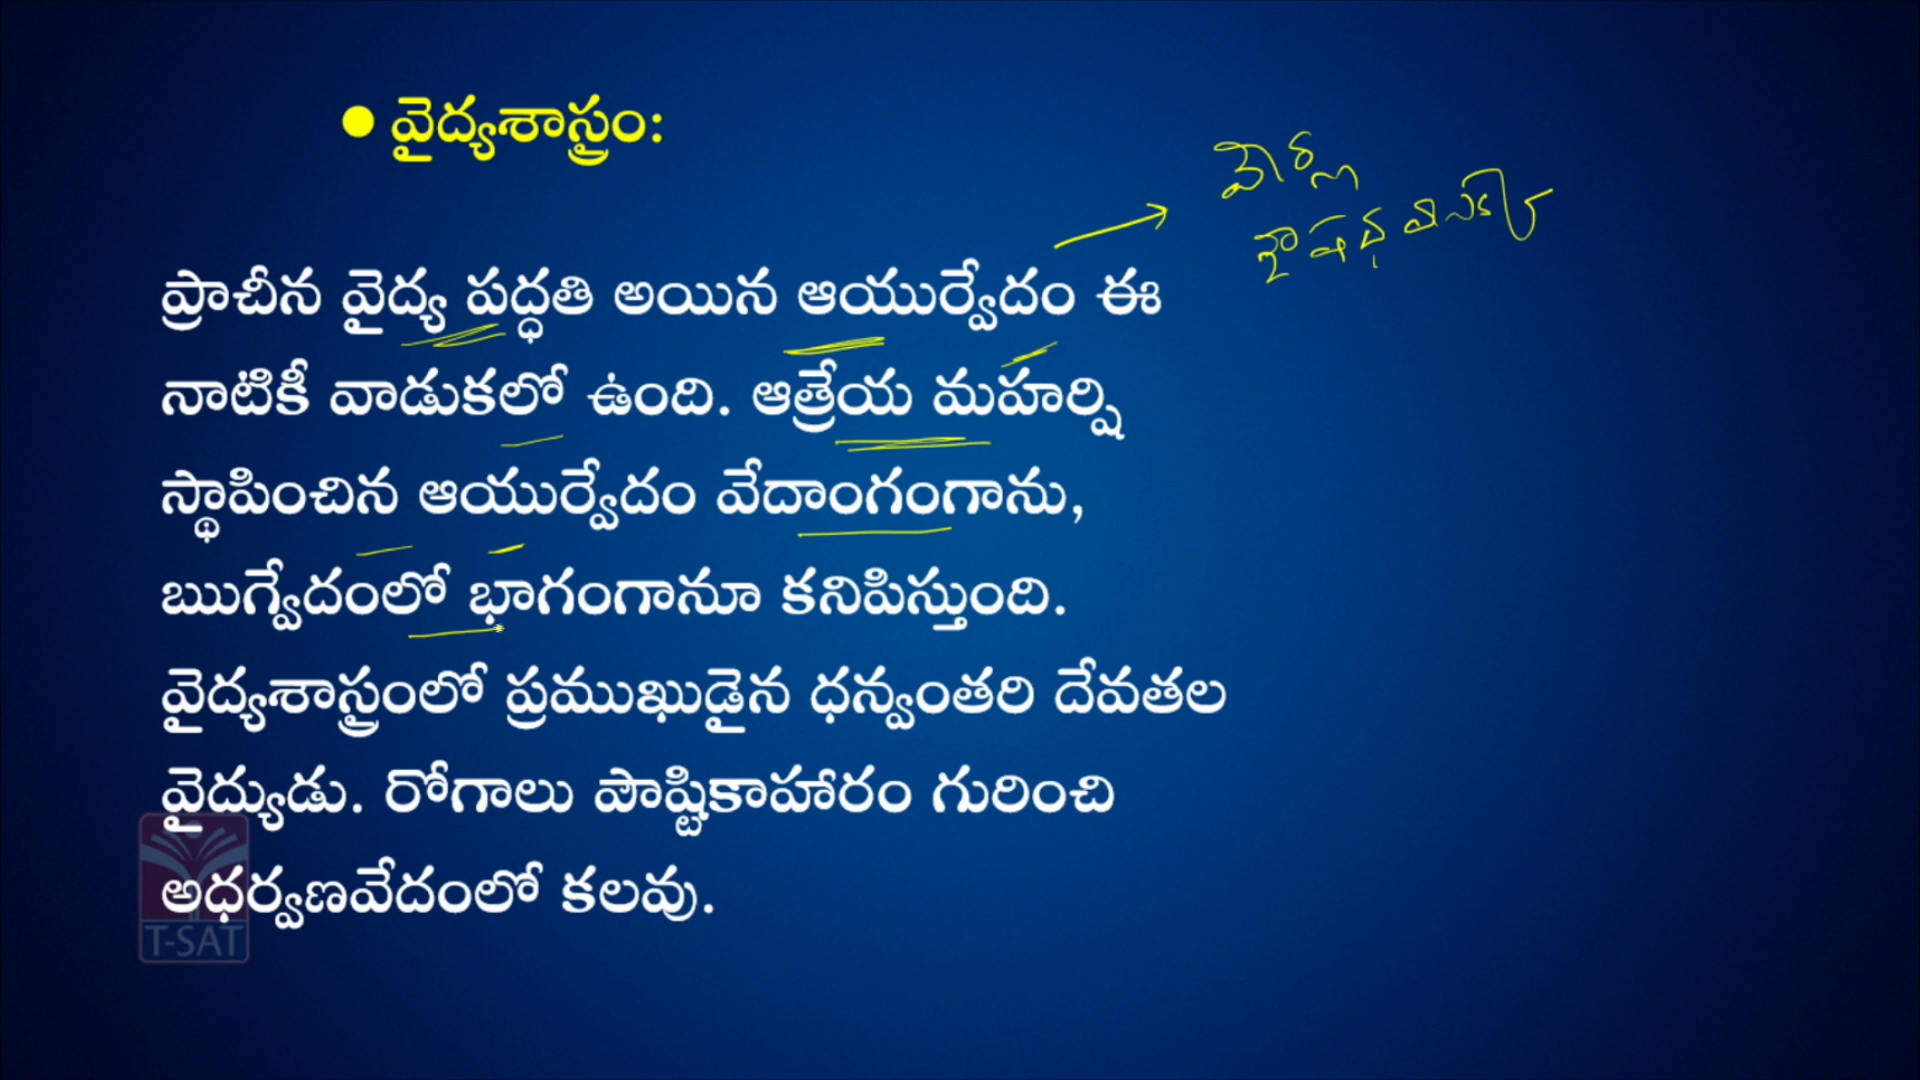 • వైద్యశాస్త్రం:
ప్రాచీన వైద్య పద్ధతి అయిన ఆయుర్వేదం ఈ
నాటికీ వాడుకలో ఉంది. ఆత్రేయ మహర్షి
స్థాపించిన ఆయుర్వేదం వేదాంగంగాను,
ఋగ్వేదంలో భాగంగానూ కనిపిస్తుంది.
వైద్యశాస్త్రంలో ప్రముఖుడైన ధన్వంతరి దేవతల
వైద్యుడు. రోగాలు పౌష్టికాహారం గురించి
అధర్వణవేదంలో కలవు.
T-SAT